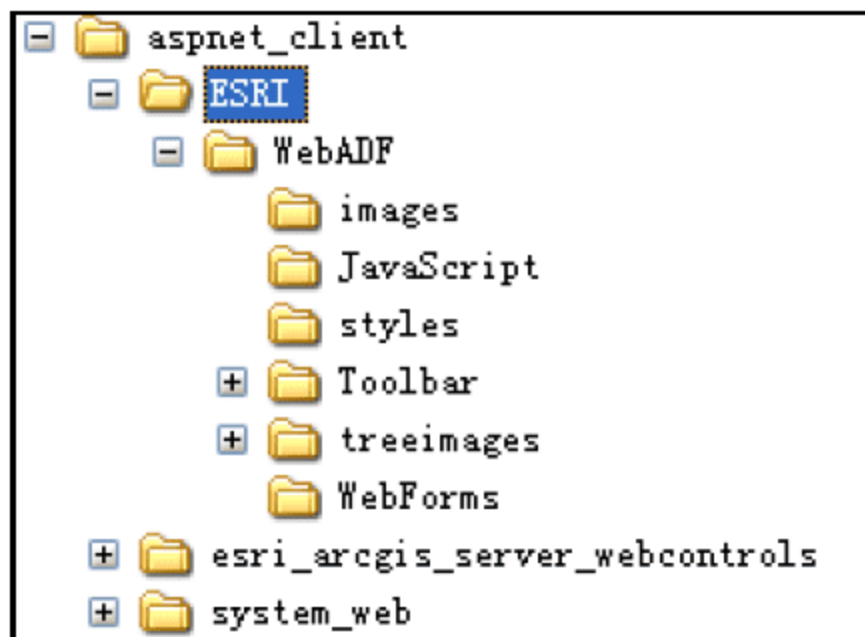 aspnet_client
ESRI
WebADF
images
JavaScript
styles
Toolbar
treeimages
WebForms
esri_arcgis_server_webcontrols
system_web